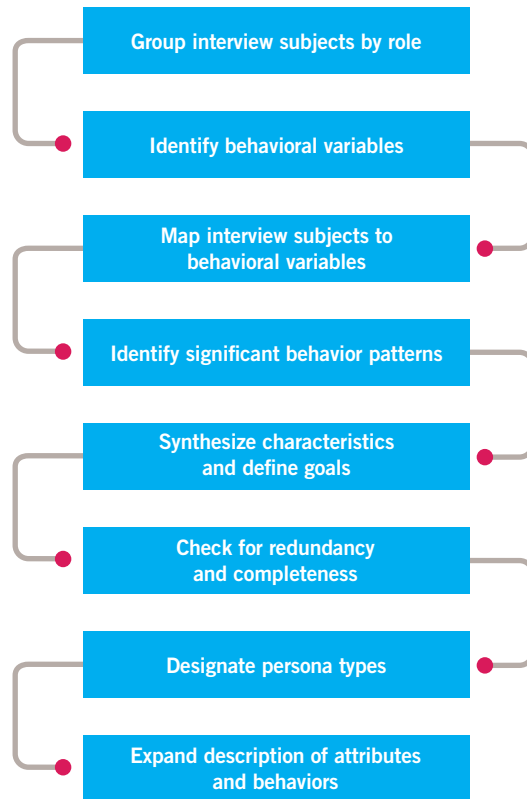 Group interview subjects by role
Identify behavioral variables
Map interview subjects to
behavioral variables
Identify significant behavior patterns
Synthesize characteristics
and define goals
Check for redundancy
and completeness
Designate persona types
Expand description of attributes
and behaviors